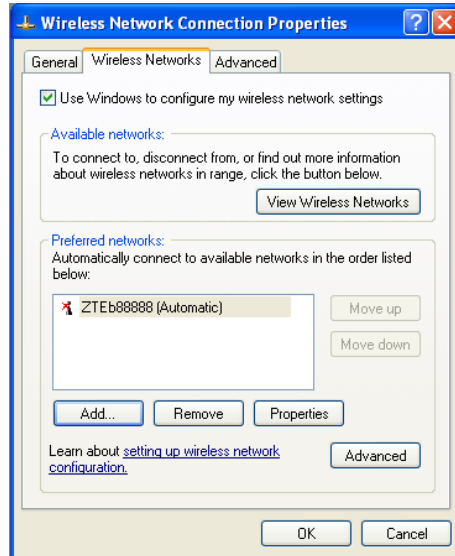 Wireless Network Connection Properties
General Wireless Networks Advanced
Use Windows to configure my wireless network settings
Available networks:
To connect to, disconnect from, or find out more information
about wireless networks in range, click the button below.
View Wireless Networks
Preferred networks:
Automatically connect to available networks in the order listed
below:
ZTEb88888 (Automatic)
Move up
Move down
Add... Remove Properties
Learn about setting up wireless network
configuration.
Advanced
OK Cancel